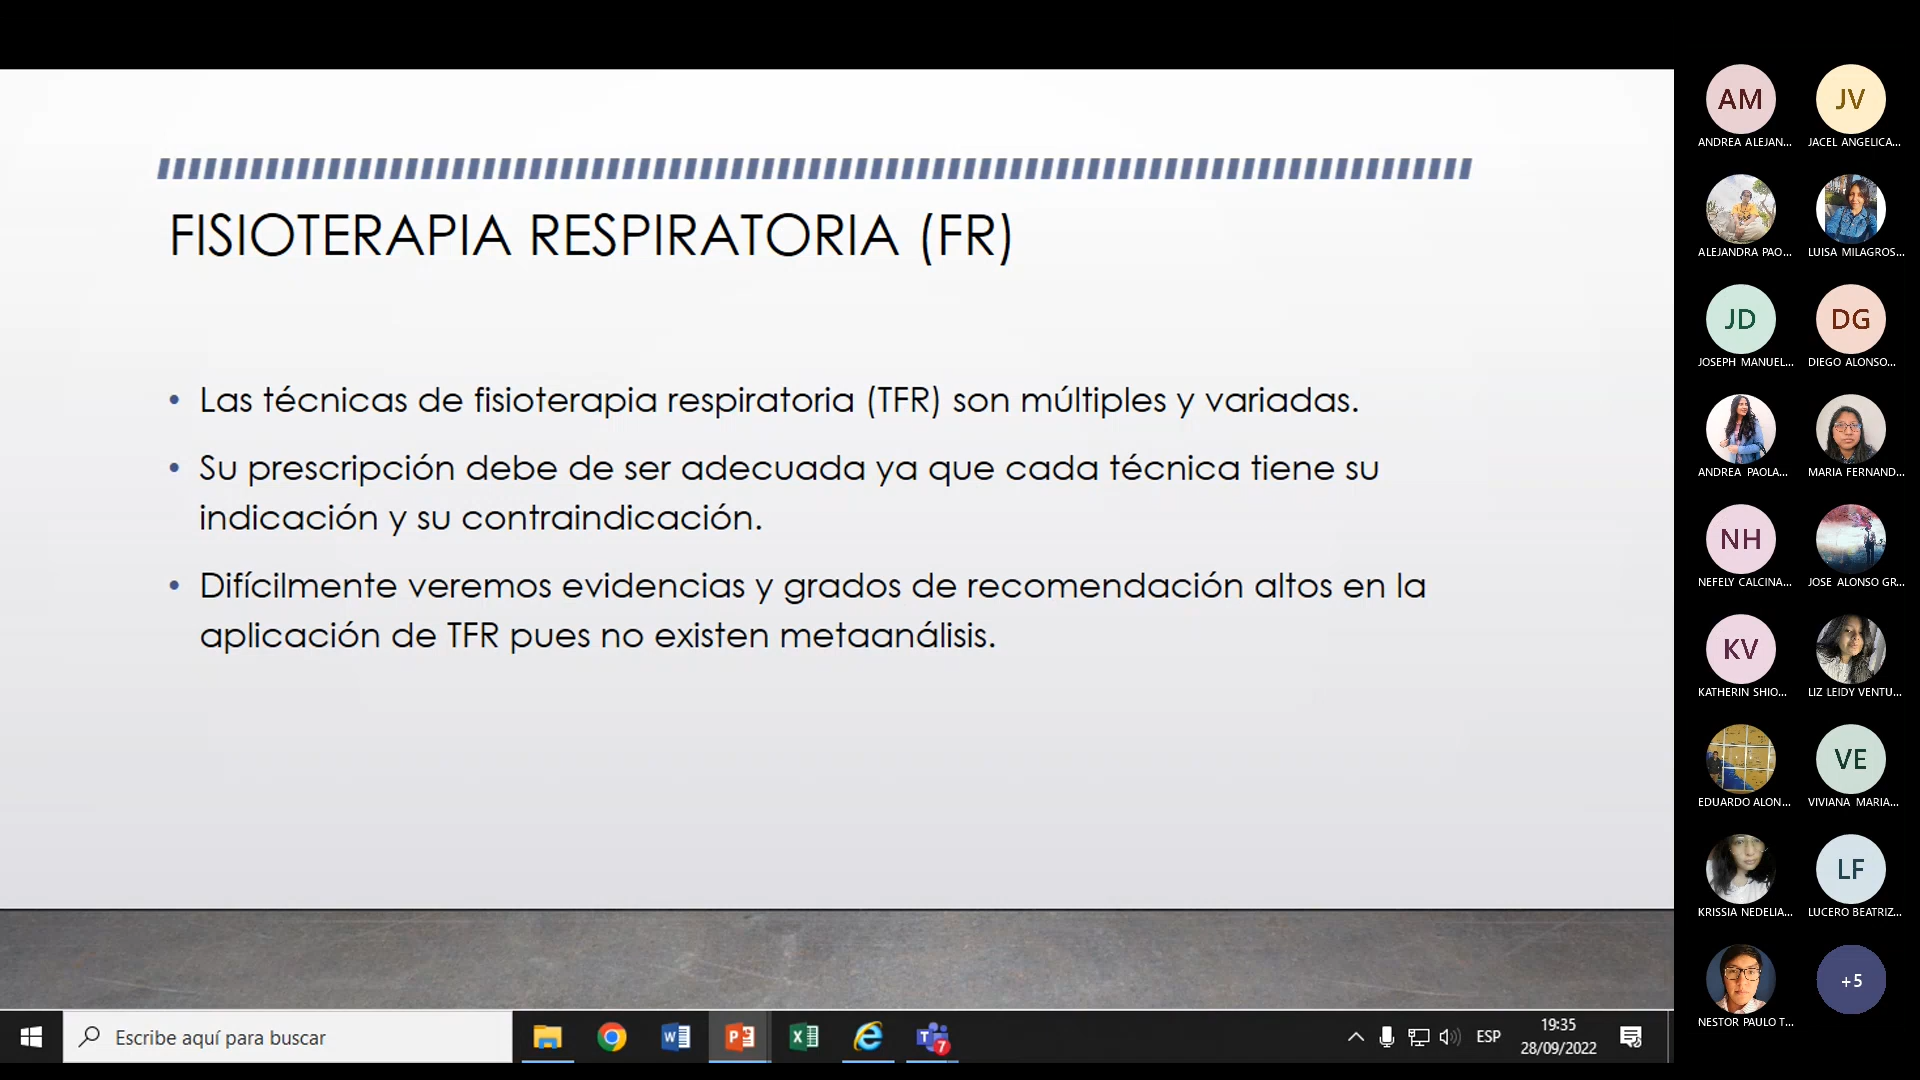 FISIOTERAPIA RESPIRATORIA (FR)
• Las técnicas de fisioterapia respiratoria (TFR) son múltiples y variadas.
• Su prescripción debe de ser adecuada ya que cada técnica tiene su
indicación y su contraindicación.
• Difícilmente veremos evidencias y grados de recomendación altos en la
aplicación de TFR pues no existen metaanálisis.
AM
ANDREA ALEJAN...
JV
JACEL ANGELICA...
ALEJANDRA PAO...
LUISA MILAGROS...
JD
JOSEPH MANUEL...
DG
DIEGO ALONSO...
ANDREA PAOLA...
MARIA FERNAND...
NH
NEFELY CALCINA...
JOSE ALONSO GR...
KV
KATHERIN SHIO...
LIZ LEIDY VENTU...
EDUARDO ALON...
VE
VIVIANA MARIA...
KRISSIA NEDELIA...
LF
LUCERO BEATRIZ...
NESTOR PAULO T...
+5
Escribe aquí para buscar
7
ESP
19:35
28/09/2022